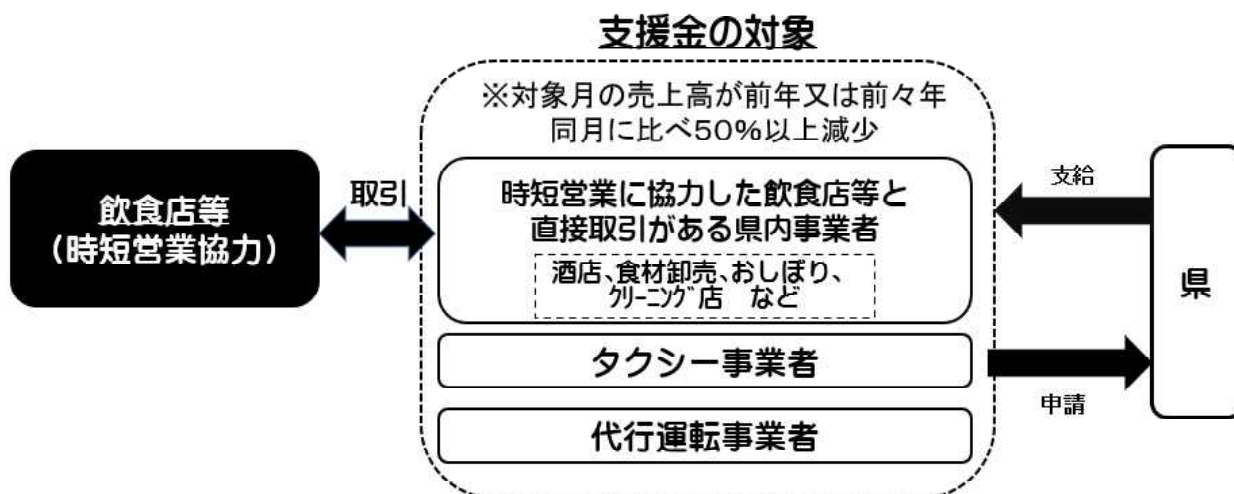 支援金の対象
※対象月の売上高が前年又は前々年
同月に比べ50%以上減少
飲食店等
(時短営業協力)
取引
時短営業に協力した飲食店等と
直接取引がある県内事業者
酒店、食材卸売、おしぼり、
クリーニング店 など
タクシー事業者
代行運転事業者
支給
申請
県